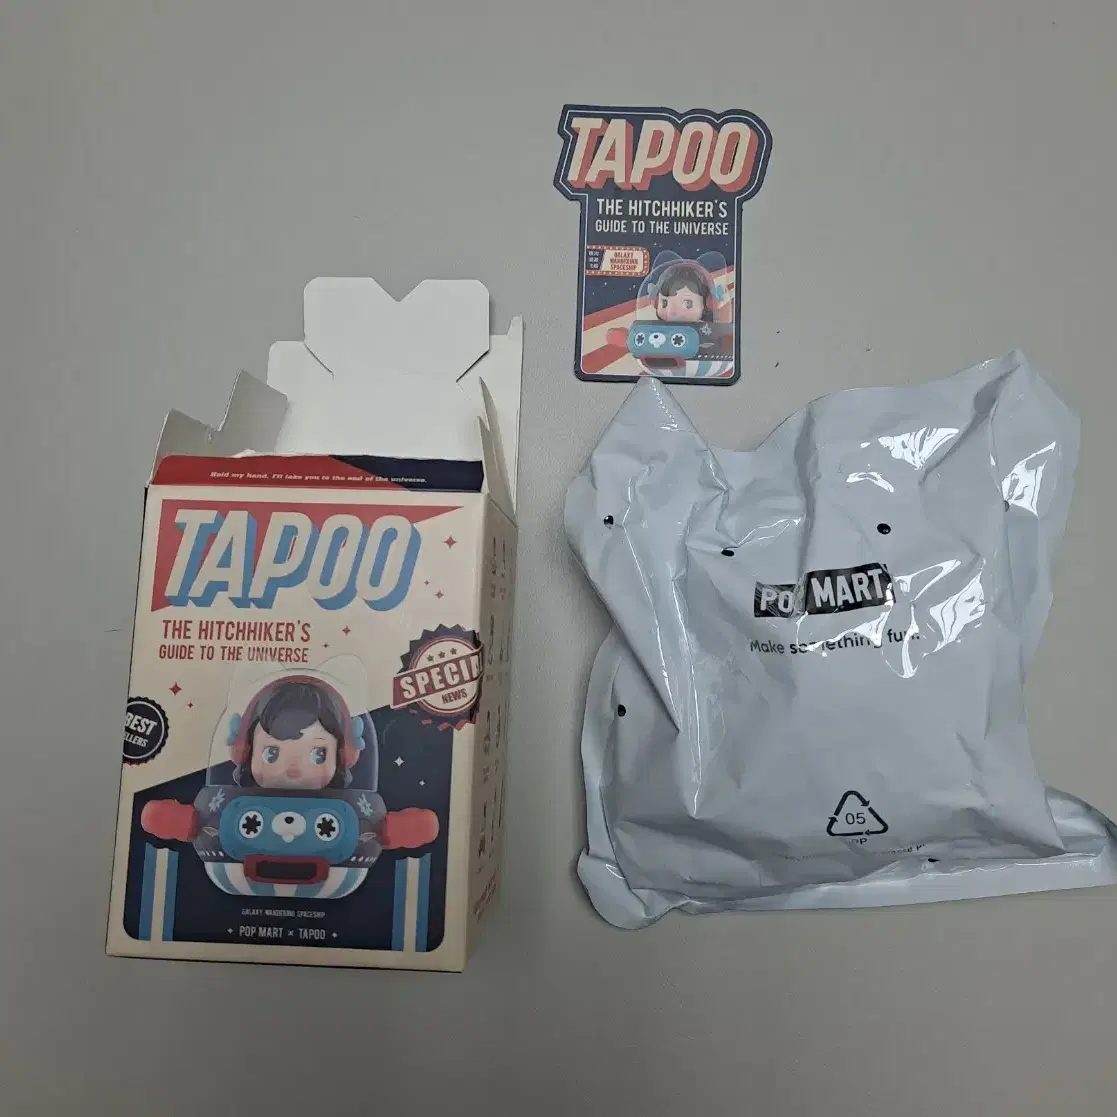 TAPOO
THE HITCHHIKER'S
GUIDE TO THE UNIVERSE
GALAXY
WANDERING
SPACESHIP
Hold my hand, I'll take you to the end of the universe.
TAPOO
THE HITCHHIKER'S
GUIDE TO THE UNIVERSE
SPECIAL
NEWS
BEST
ELLERS
GALAXY WANDERING SPACESHIP
POP MART × TAPOO
POP MART
Make something fun!
05
PP